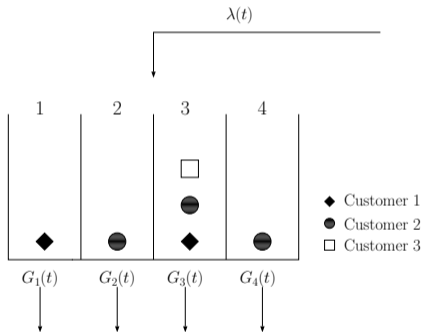 λ(t)
1 2 3 4
Customer 1
Customer 2
Customer 3
G₁(t) G₂(t) G₃(t) G₄(t)